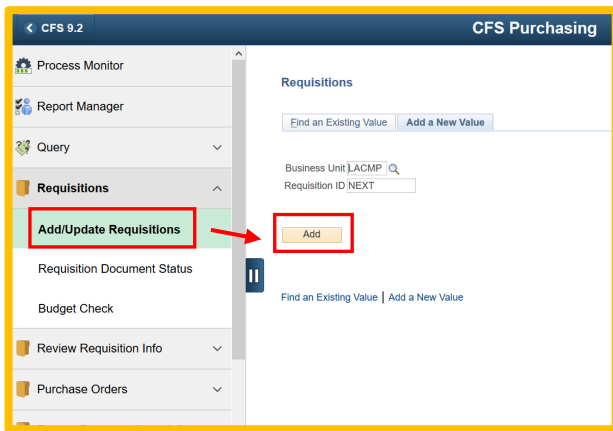 CFS 9.2
CFS Purchasing
Process Monitor
Report Manager
Query
Requisitions
Add/Update Requisitions
Requisition Document Status
Budget Check
Review Requisition Info
Purchase Orders
Requisitions
Find an Existing Value
Add a New Value
Business Unit LACMP
Requisition ID NEXT
Add
Find an Existing Value | Add a New Value